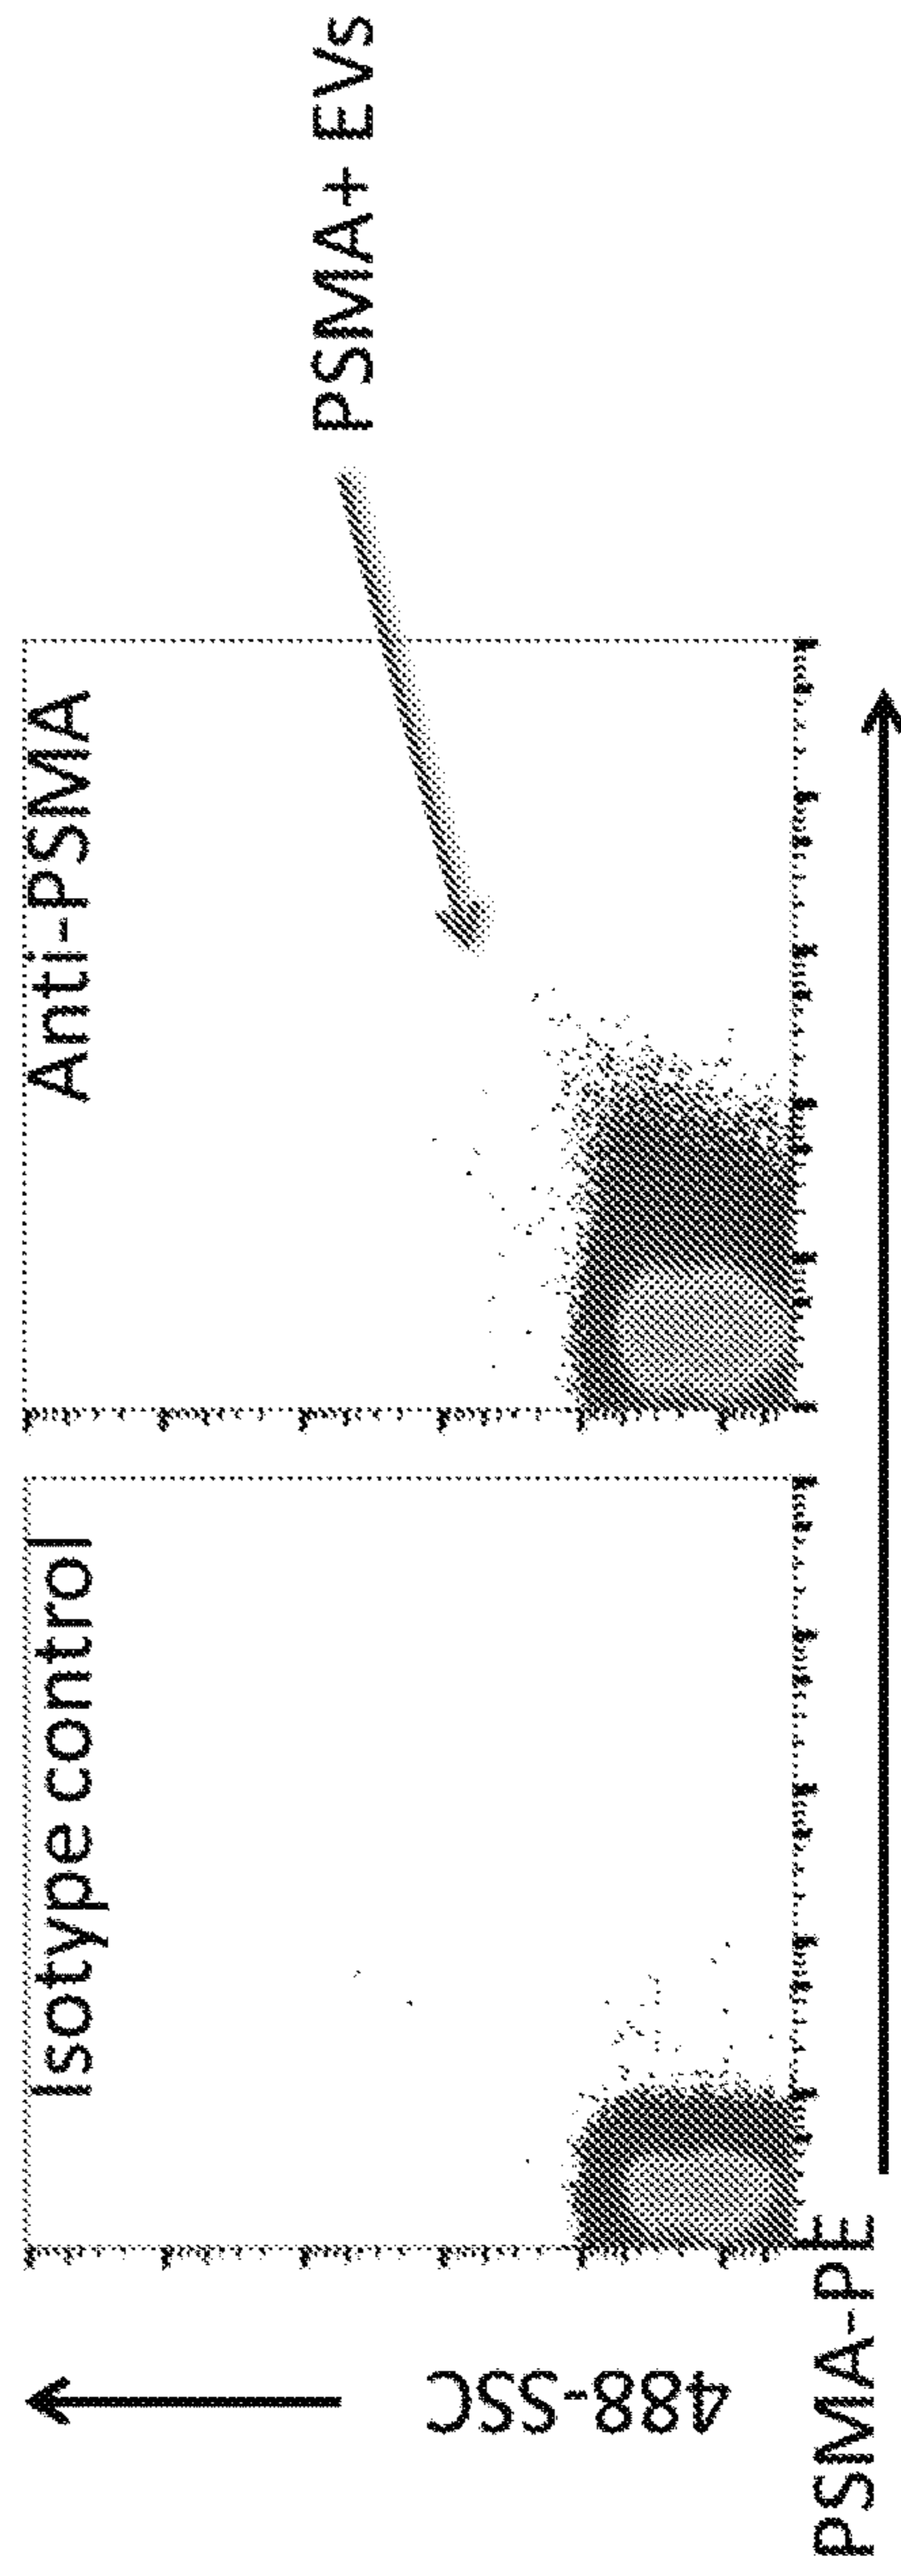 Isotype control
Anti-PSMA
PSMA+ EVs
488-SSC
PSMA-PE